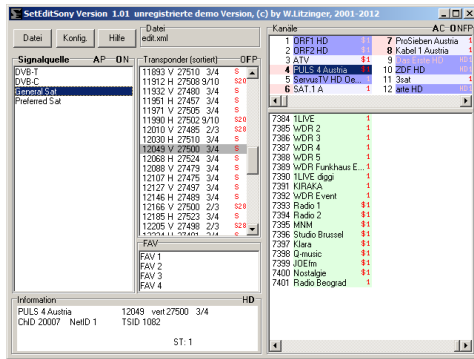 SetEditSony Version 1.01 unregistrierte demo Version, (c) by W.Litzinger, 2001-2012
Datei Konfig. Hilfe
Datei
edit.xml
Signalquelle AP ON
DVB-T
DVB-C
General Sat
Preferred Sat
Transponder (sortiert) OFP
11893 V 27510 3/4 S
11912 H 27508 9/10 S20
11932 V 27480 3/4 S
11951 H 27457 3/4 S
11971 V 27505 3/4 S
11990 H 27502 9/10 S20
12010 V 27485 2/3 S28
12030 H 27510 3/4 S
12049 V 27500 3/4 S
12068 H 27524 3/4 S
12088 V 27479 3/4 S
12107 H 27475 3/4 S
12127 V 27497 3/4 S
12146 H 27489 3/4 S
12166 V 27500 2/3 S28
12185 H 27523 3/4 S
12205 V 27498 2/3 S28
12224 H 27401 3/4 S
FAV
FAV 1
FAV 2
FAV 3
FAV 4
Information HD
PULS 4 Austria 12049 vert 27500 3/4
ChID 20007 NetID 1 TSID 1082
ST: 1
Kanäle AC ONFP
1 ORF1 HD
2 ORF2 HD
3 ATV
4 PULS 4 Austria
5 ServusTV HD Oe...
6 SAT.1 A
7 ProSieben Austria
8 Kabel 1 Austria
9 Das Erste HD
10 ZDF HD
11 3sat
12 arte HD
7384 1LIVE 1
7385 WDR 2 1
7386 WDR 3 1
7387 WDR 4 1
7388 WDR 5 1
7389 WDR Funkhaus E... 1
7390 1LIVE diggi 1
7391 KIRAKA 1
7392 WDR Event 1
7393 Radio 1 $1
7394 Radio 2 $1
7395 MNM $1
7396 Studio Brussel $1
7397 Klara $1
7398 Q-music $1
7399 JOEfm $1
7400 Nostalgie $1
7401 Radio Beograd 1